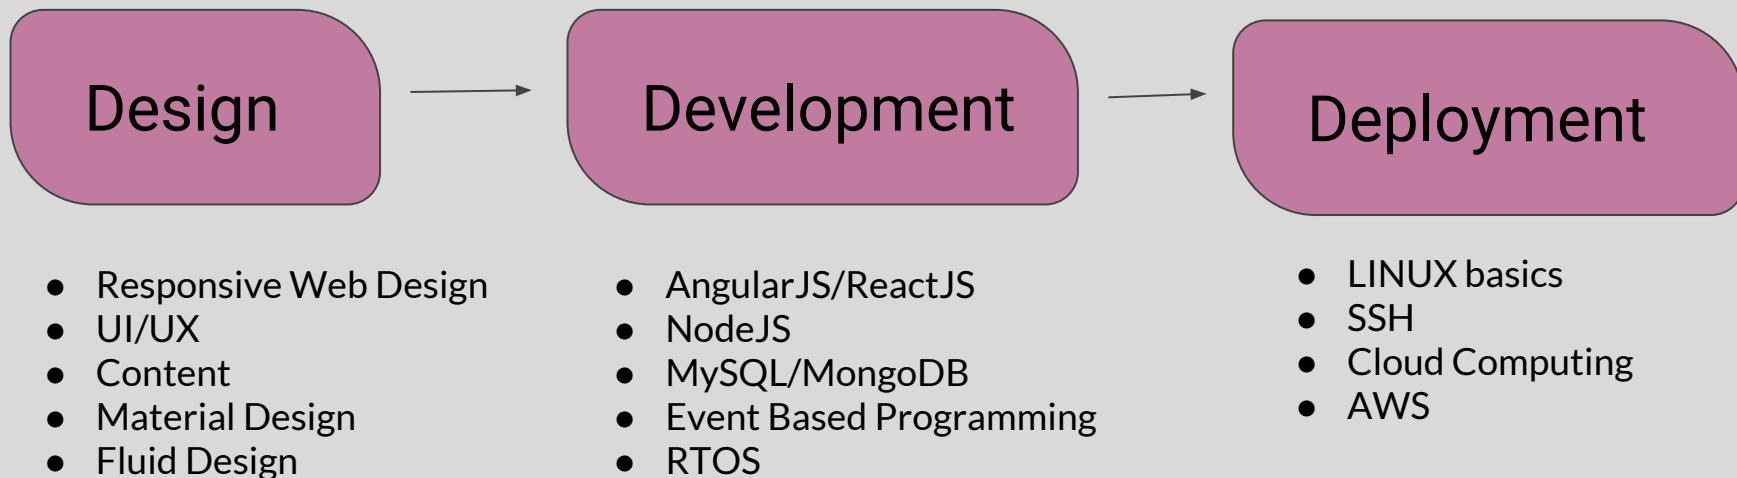 Design
Development
Deployment
● Responsive Web Design
● UI/UX
● Content
● Material Design
● Fluid Design
● AngularJS/ReactJS
● NodeJS
● MySQL/MongoDB
● Event Based Programming
● RTOS
● LINUX basics
● SSH
● Cloud Computing
● AWS